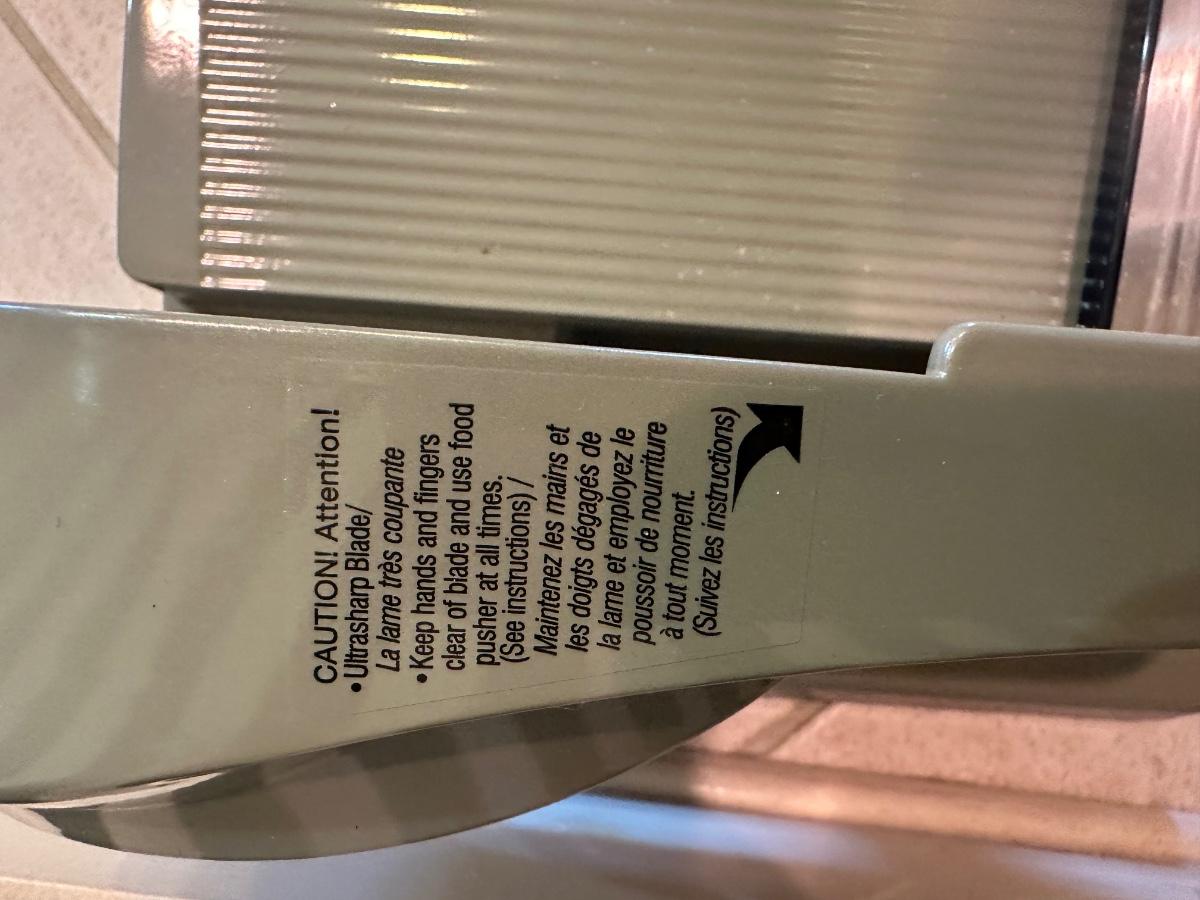 CAUTION! Attention!
• Ultrasharp Blade/
La lame très coupante
• Keep hands and fingers
clear of blade and use food
pusher at all times.
(See instructions) /
Maintenez les mains et
les doigts dégagés de
la lame et employez le
poussoir de nourriture
à tout moment.
(Suivez les instructions)